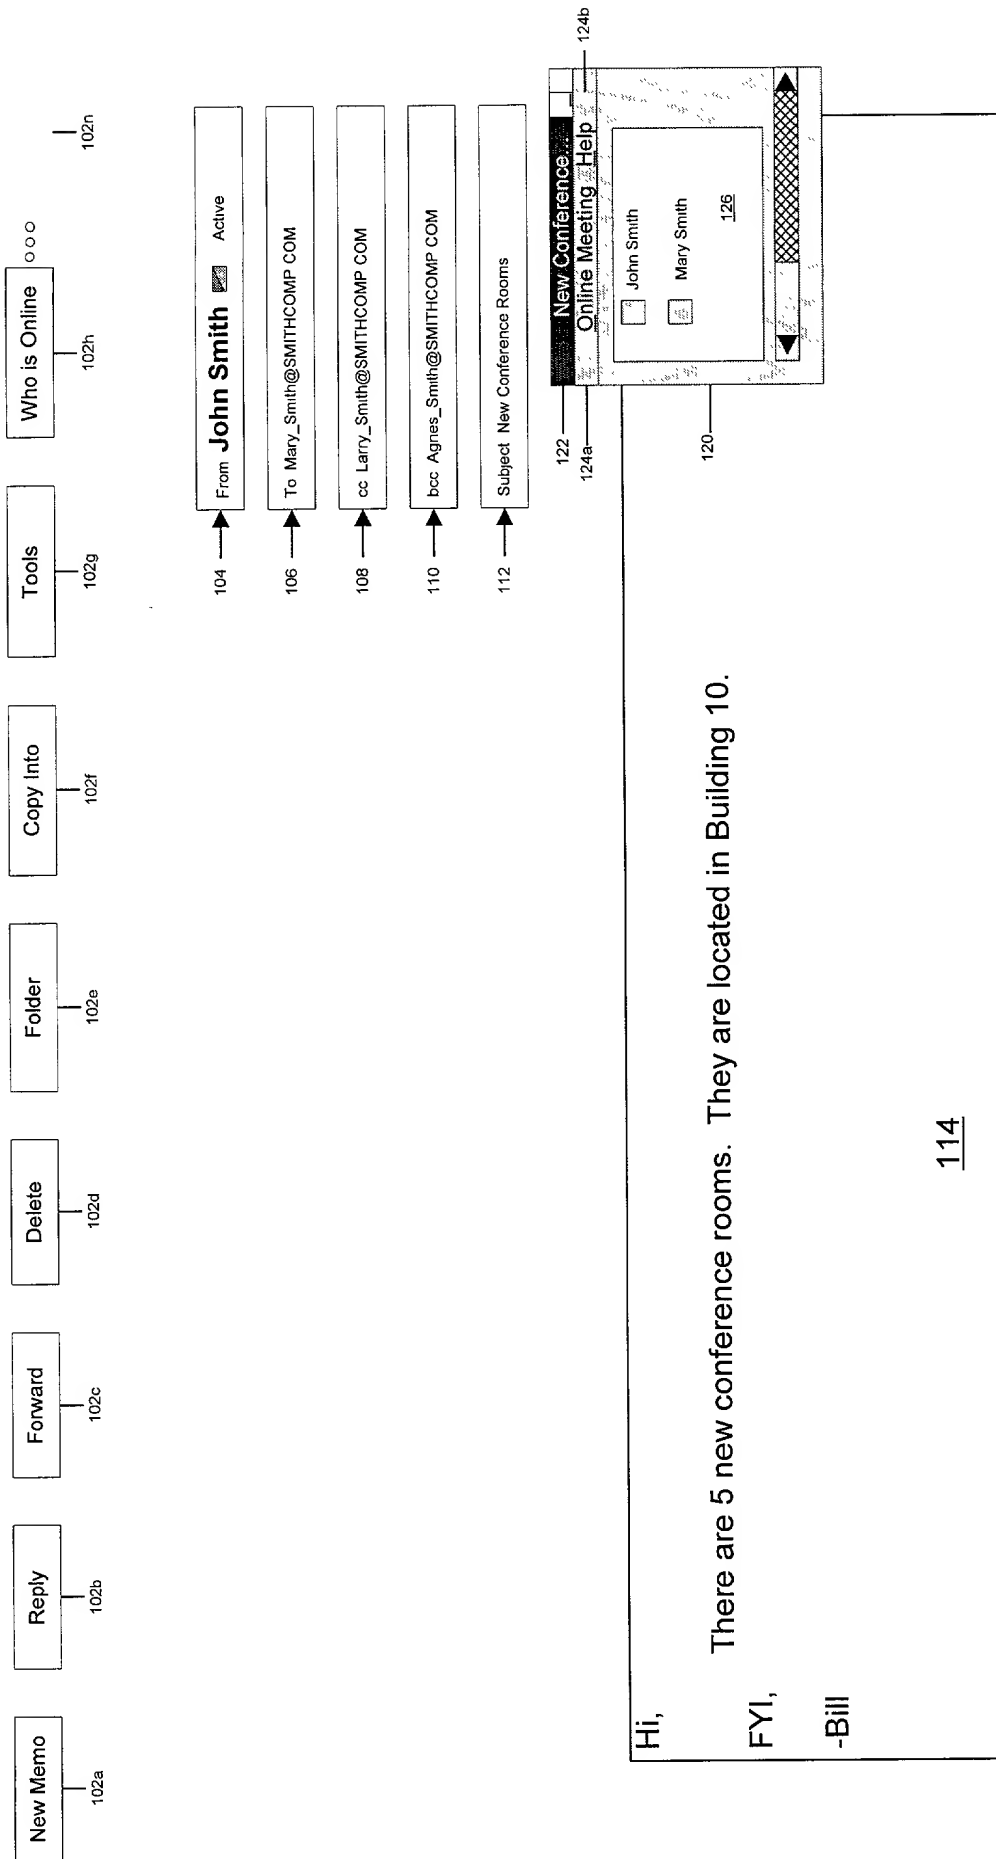 New Memo
Reply
Forward
Delete
Folder
Copy Into
Tools
Who is Online
ooo
102a
102b
102c
102d
102e
102f
102g
102h
102n
104
From John Smith Active
106
To Mary_Smith@SMITHCOMP COM
108
cc Larry_Smith@SMITHCOMP COM
110
bcc Agnes_Smith@SMITHCOMP COM
112
Subject New Conference Rooms
122
New Conference...
124a
Online Meeting Help
124b
John Smith
Mary Smith
126
120
Hi,
There are 5 new conference rooms. They are located in Building 10.
FYI,
-Bill
114